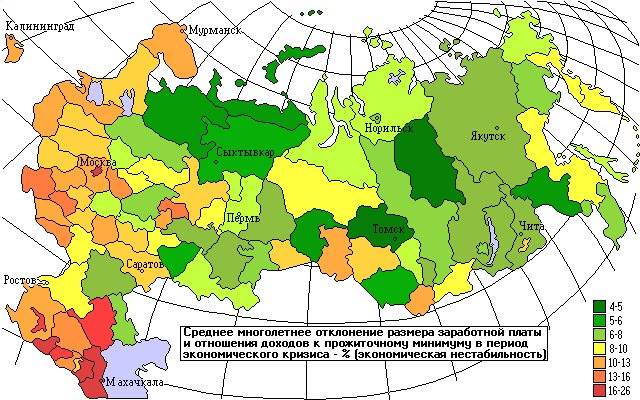 Калининград
Мурманск
Норильск
Якутск
Сыктывкар
Москва
Пермь
Томск
Чита
Саратов
Ростов
Махачкала
Среднее многолетнее отклонение размера заработной платы
и отношения доходов к прожиточному минимуму в период
экономического кризиса - % (экономическая нестабильность)
4-5
5-6
6-8
8-10
10-13
13-16
16-26